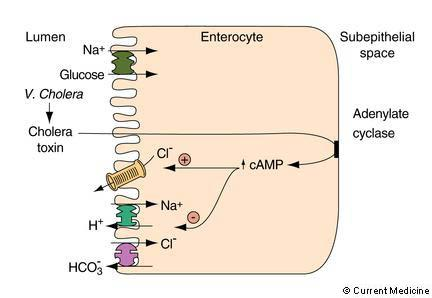 Lumen
Enterocyte
Subepithelial
space
Na+
Glucose
V. Cholera
Cholera
toxin
Adenylate
cyclase
Cl-
+
cAMP
Na+
-
H+
Cl-
HCO3-
© Current Medicine